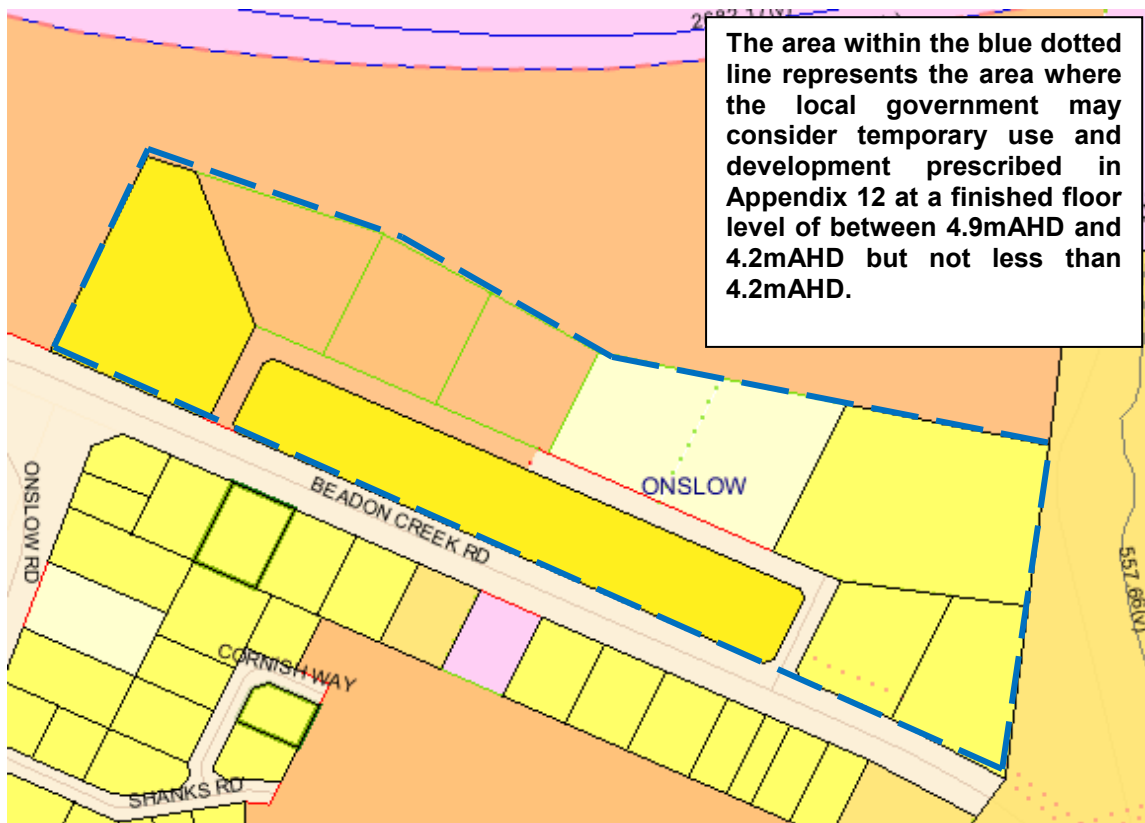 The area within the blue dotted
line represents the area where
the local government may
consider temporary use and
development prescribed in
Appendix 12 at a finished floor
level of between 4.9mAHD and
4.2mAHD but not less than
4.2mAHD.
ONSLOW
BEADON CREEK RD
ONSLOW RD
557.66(V)
CORNISH WAY
SHANKS RD